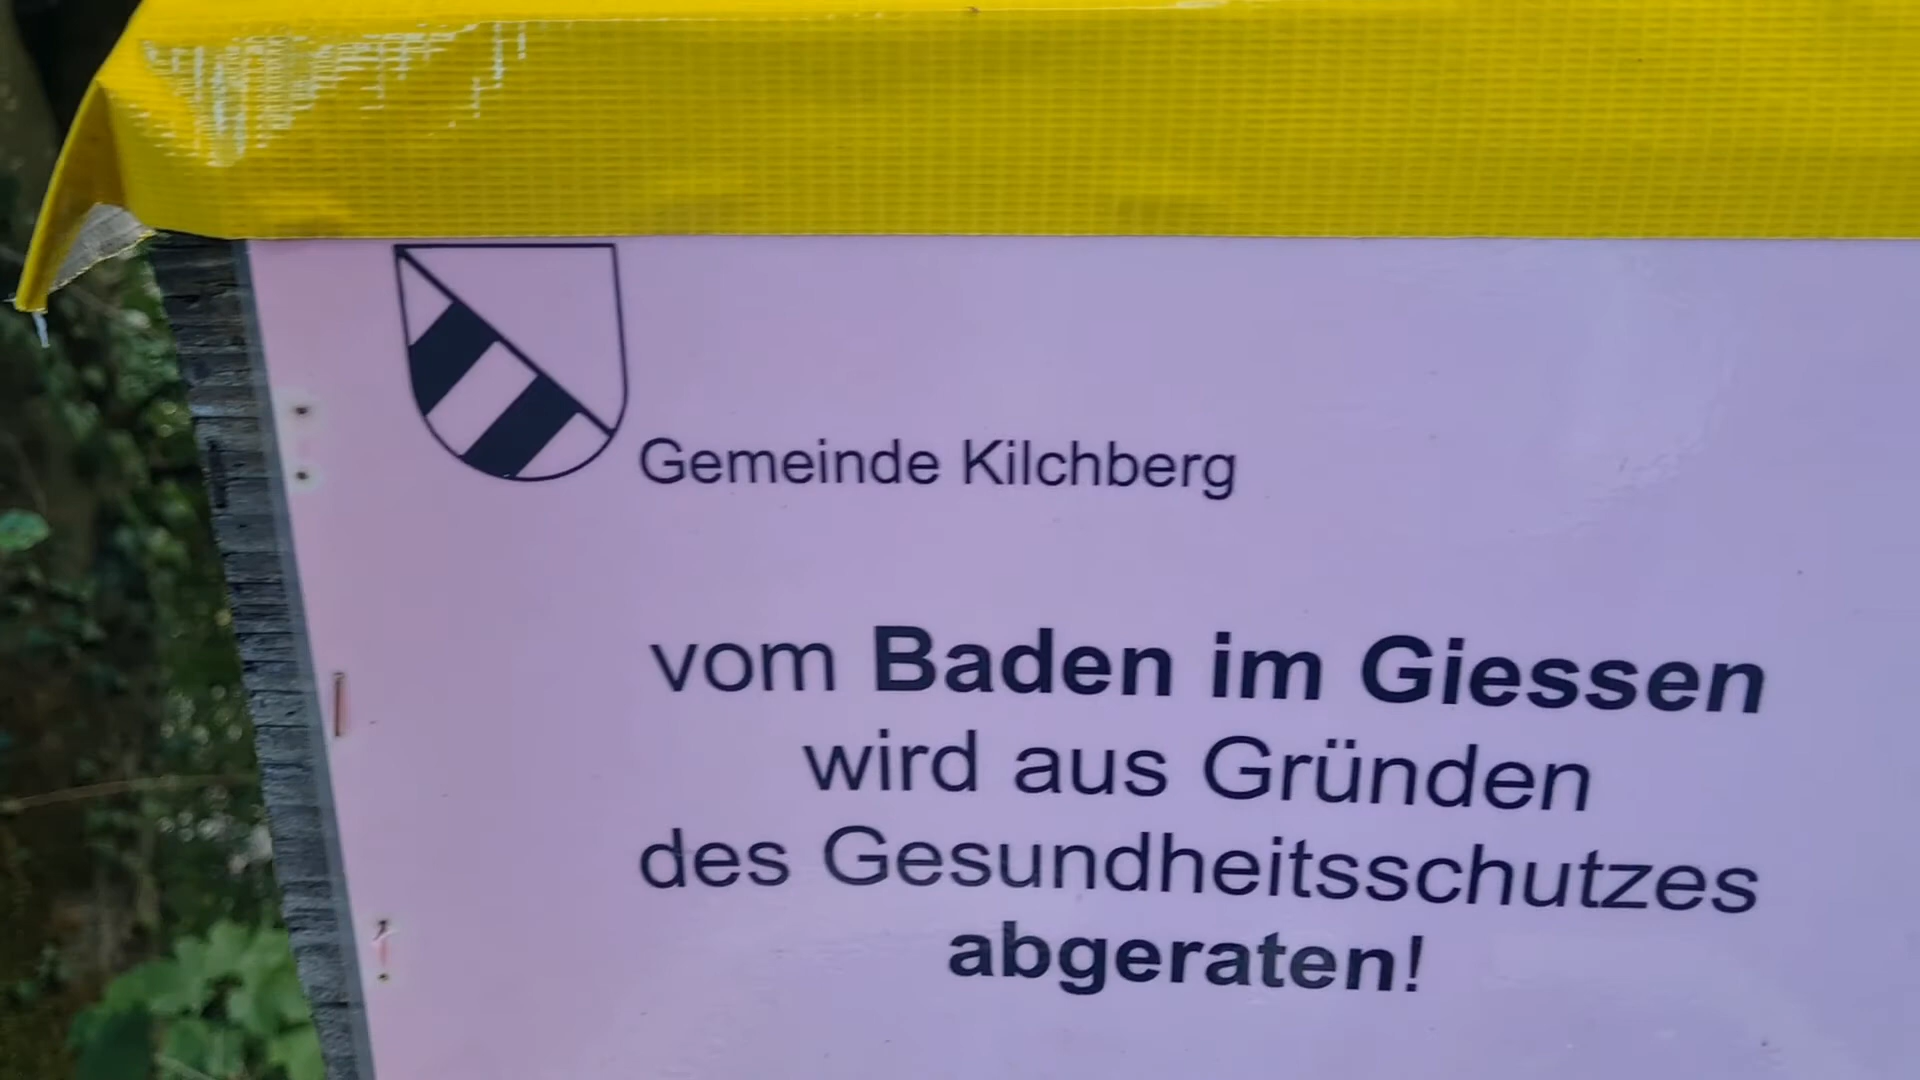 Gemeinde Kilchberg
vom Baden im Giessen
wird aus Gründen
des Gesundheitsschutzes
abgeraten!